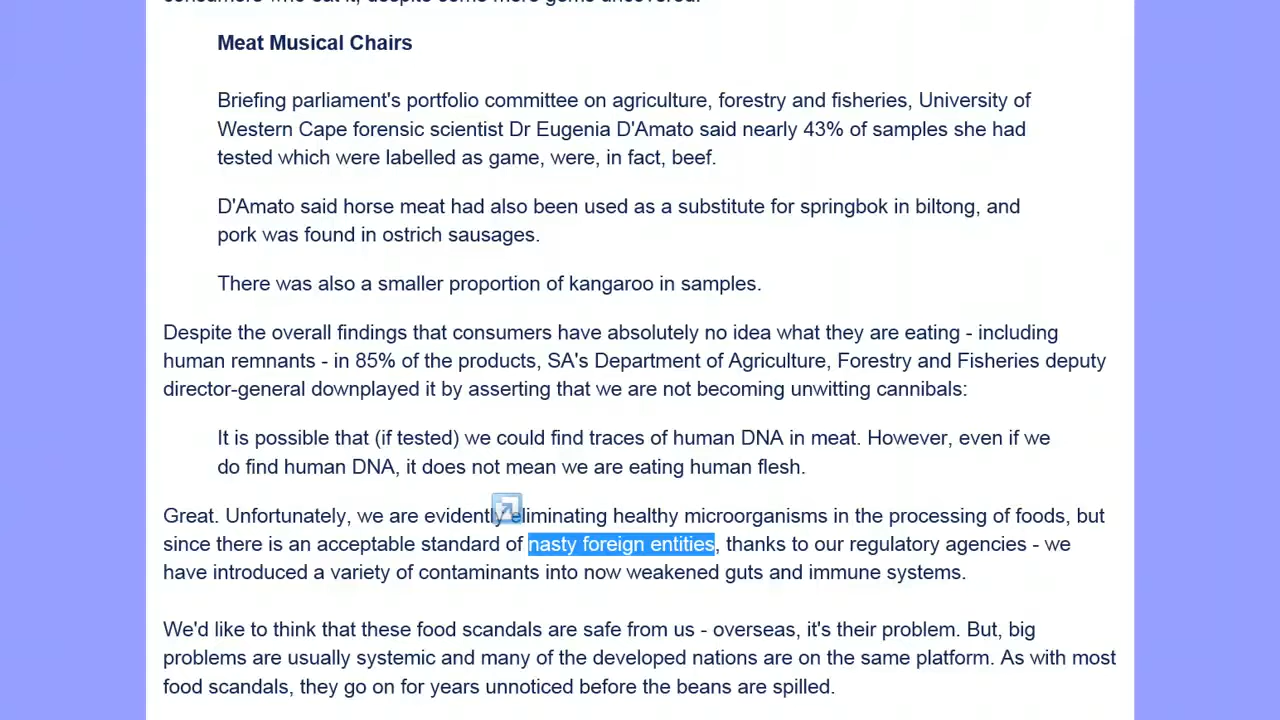 Meat Musical Chairs
Briefing parliament's portfolio committee on agriculture, forestry and fisheries, University of
Western Cape forensic scientist Dr Eugenia D'Amato said nearly 43% of samples she had
tested which were labelled as game, were, in fact, beef.
D'Amato said horse meat had also been used as a substitute for springbok in biltong, and
pork was found in ostrich sausages.
There was also a smaller proportion of kangaroo in samples.
Despite the overall findings that consumers have absolutely no idea what they are eating - including
human remnants - in 85% of the products, SA's Department of Agriculture, Forestry and Fisheries deputy
director-general downplayed it by asserting that we are not becoming unwitting cannibals:
It is possible that (if tested) we could find traces of human DNA in meat. However, even if we
do find human DNA, it does not mean we are eating human flesh.
Great. Unfortunately, we are evidently eliminating healthy microorganisms in the processing of foods, but
since there is an acceptable standard of nasty foreign entities, thanks to our regulatory agencies - we
have introduced a variety of contaminants into now weakened guts and immune systems.
We'd like to think that these food scandals are safe from us - overseas, it's their problem. But, big
problems are usually systemic and many of the developed nations are on the same platform. As with most
food scandals, they go on for years unnoticed before the beans are spilled.